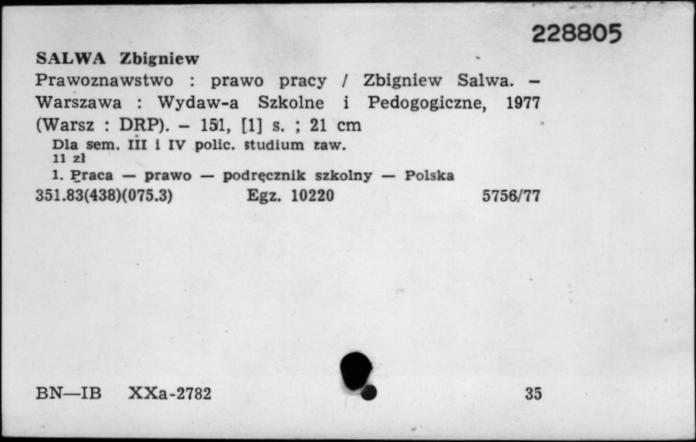 228805
SALWA Zbigniew
Prawoznawstwo : prawo pracy / Zbigniew Salwa. —
Warszawa : Wydaw-a Szkolne i Pedogogiczne, 1977
(Warsz : DRP). — 151, [1] s. ; 21 cm
Dla sem. III i IV polic. studium zaw.
11 zł
1. Praca — prawo — podręcznik szkolny — Polska
351.83(438)(075.3) Egz. 10220 5756/77
BN—IB XXa-2782 35